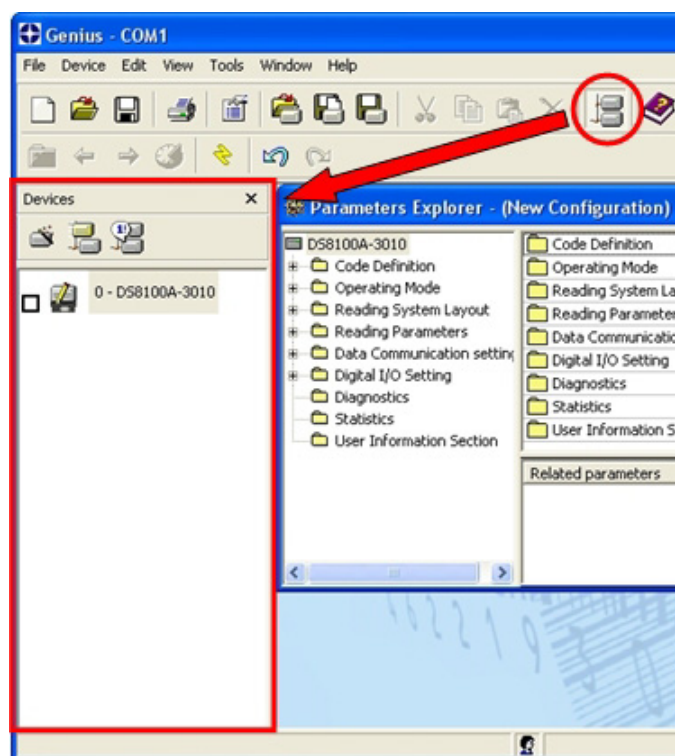 Genius - COM1
File Device Edit View Tools Window Help
Devices
0 - DS8100A-3010
Parameters Explorer - (New Configuration)
DS8100A-3010
Code Definition
Operating Mode
Reading System Layout
Reading Parameters
Data Communication setting
Digital I/O Setting
Diagnostics
Statistics
User Information Section
Code Definition
Operating Mode
Reading System La
Reading Parameter
Data Communicatio
Digital I/O Setting
Diagnostics
Statistics
User Information S
Related parameters